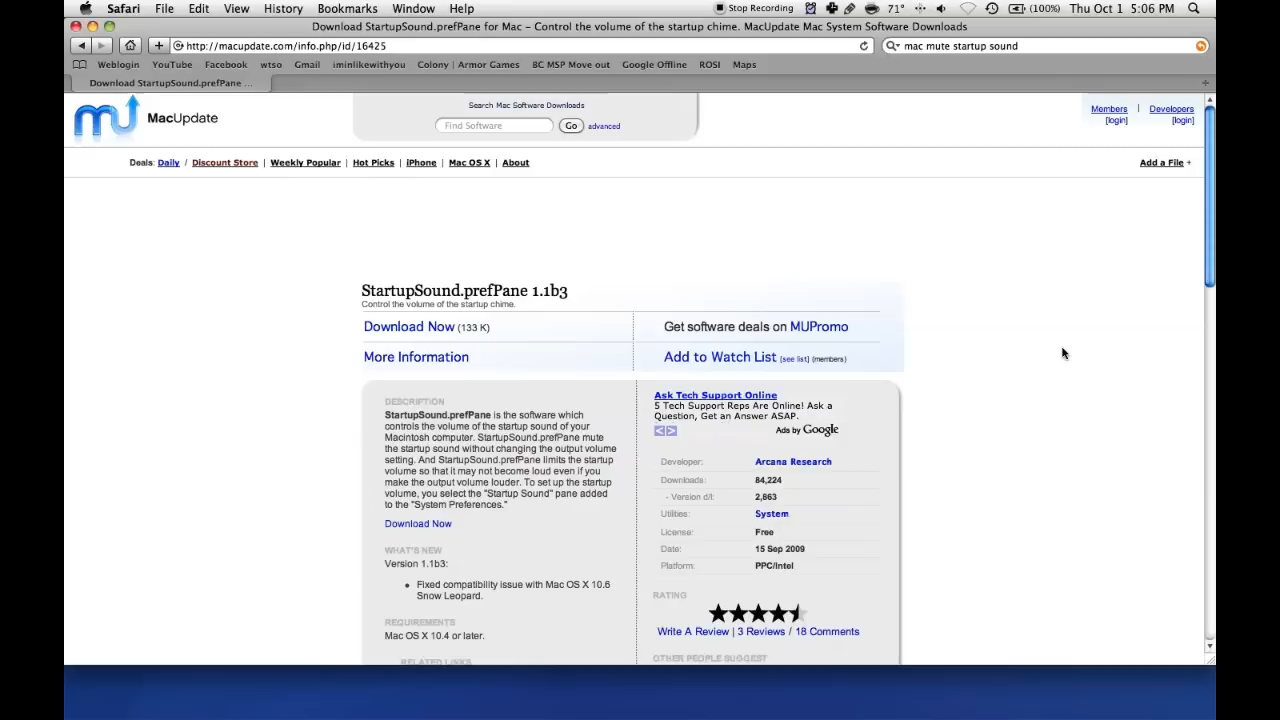 Safari File Edit View History Bookmarks Window Help Stop Recording 71° (100%) Thu Oct 1 5:06 PM
Download StartupSound.prefPane for Mac - Control the volume of the startup chime. MacUpdate Mac System Software Downloads
http://macupdate.com/info.php/id/16425 mac mute startup sound
Weblogin YouTube Facebook wtso Gmail iminlikewithyou Colony | Armor Games BC MSP Move out Google Offline ROSI Maps
Download StartupSound.prefPane ...
MacUpdate
Search Mac Software Downloads
Find Software Go advanced
Members | Developers
[login] [login]
Deals: Daily / Discount Store | Weekly Popular | Hot Picks | iPhone | Mac OS X | About Add a File +
StartupSound.prefPane 1.1b3
Control the volume of the startup chime.
Download Now (133 K)
Get software deals on MUPromo
More Information
Add to Watch List [see list] (members)
DESCRIPTION
StartupSound.prefPane is the software which
controls the volume of the startup sound of your
Macintosh computer. StartupSound.prefPane mute
the startup sound without changing the output volume
setting. And StartupSound.prefPane limits the startup
volume so that it may not become loud even if you
make the output volume louder. To set up the startup
volume, you select the "Startup Sound" pane added
to the "System Preferences."
Download Now
WHAT'S NEW
Version 1.1b3:
• Fixed compatibility issue with Mac OS X 10.6
Snow Leopard.
REQUIREMENTS
Mac OS X 10.4 or later.
RELATED LINKS
Ask Tech Support Online
5 Tech Support Reps Are Online! Ask a
Question, Get an Answer ASAP.
Ads by Google
Developer: Arcana Research
Downloads: 84,224
- Version d/l: 2,863
Utilities: System
License: Free
Date: 15 Sep 2009
Platform: PPC/Intel
RATING
Write A Review | 3 Reviews / 18 Comments
OTHER PEOPLE SUGGEST